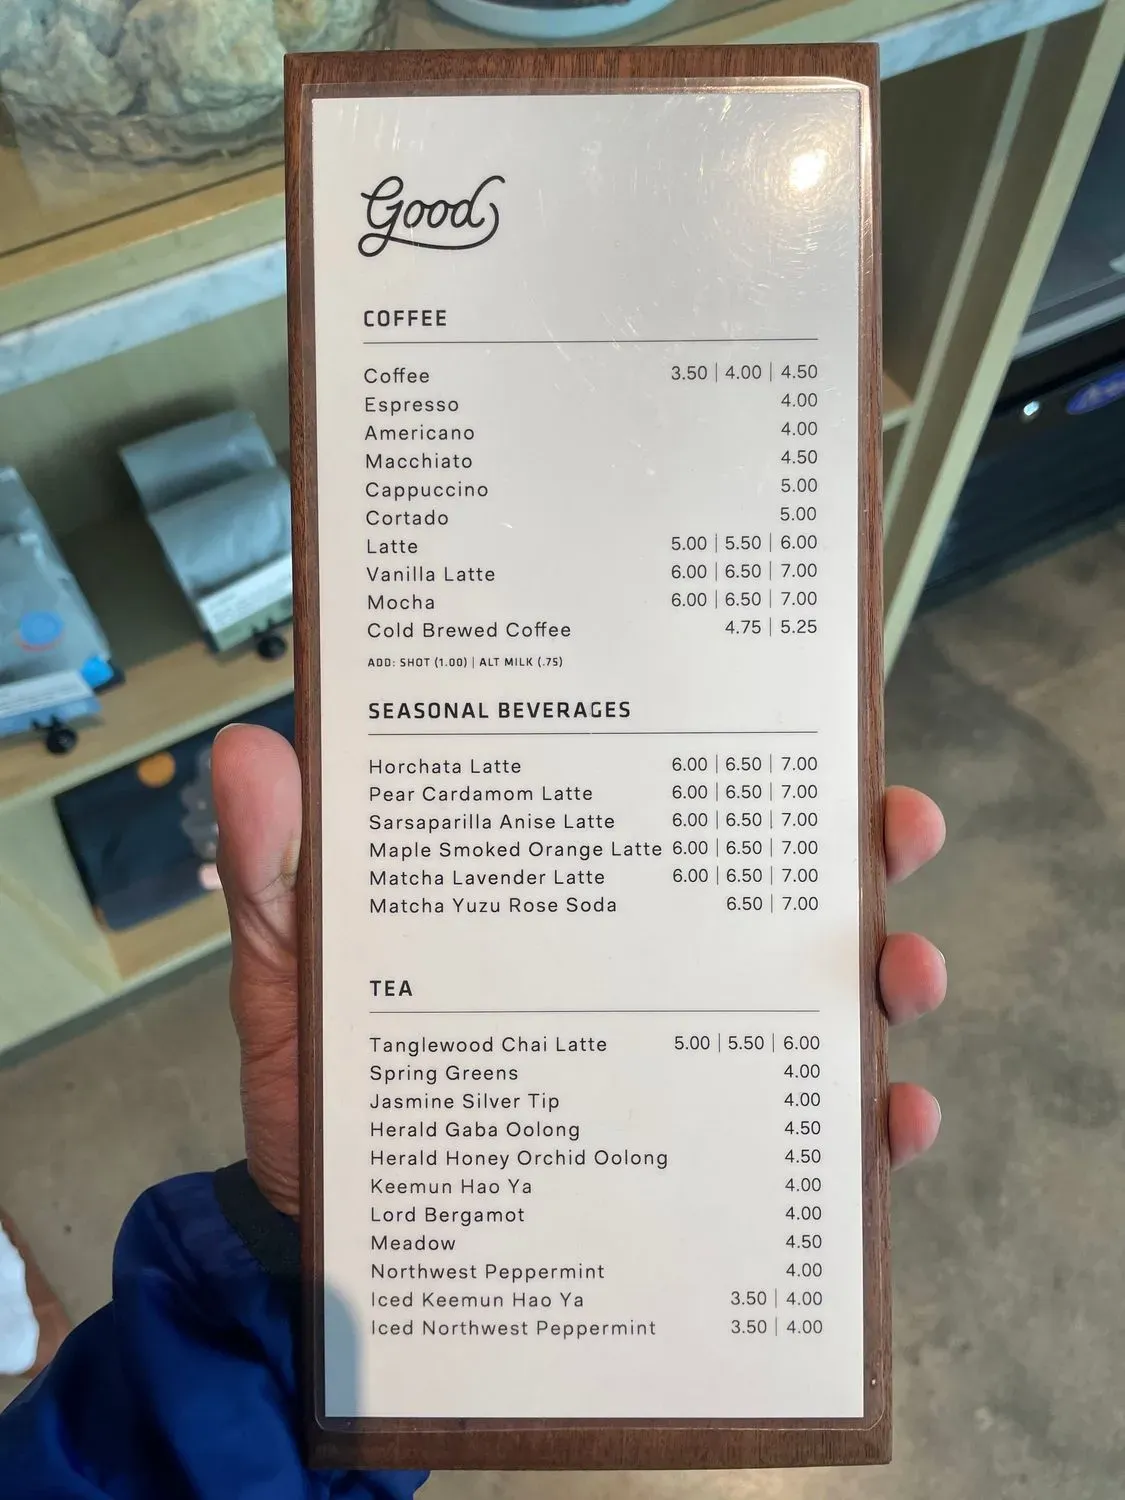 Good
COFFEE
Coffee 3.50 | 4.00 | 4.50
Espresso 4.00
Americano 4.00
Macchiato 4.50
Cappuccino 5.00
Cortado 5.00
Latte 5.00 | 5.50 | 6.00
Vanilla Latte 6.00 | 6.50 | 7.00
Mocha 6.00 | 6.50 | 7.00
Cold Brewed Coffee 4.75 | 5.25
ADD: SHOT (1.00) | ALT MILK (.75)
SEASONAL BEVERAGES
Horchata Latte 6.00 | 6.50 | 7.00
Pear Cardamom Latte 6.00 | 6.50 | 7.00
Sarsaparilla Anise Latte 6.00 | 6.50 | 7.00
Maple Smoked Orange Latte 6.00 | 6.50 | 7.00
Matcha Lavender Latte 6.00 | 6.50 | 7.00
Matcha Yuzu Rose Soda 6.50 | 7.00
TEA
Tanglewood Chai Latte 5.00 | 5.50 | 6.00
Spring Greens 4.00
Jasmine Silver Tip 4.00
Herald Gaba Oolong 4.50
Herald Honey Orchid Oolong 4.50
Keemun Hao Ya 4.00
Lord Bergamot 4.00
Meadow 4.50
Northwest Peppermint 4.00
Iced Keemun Hao Ya 3.50 | 4.00
Iced Northwest Peppermint 3.50 | 4.00